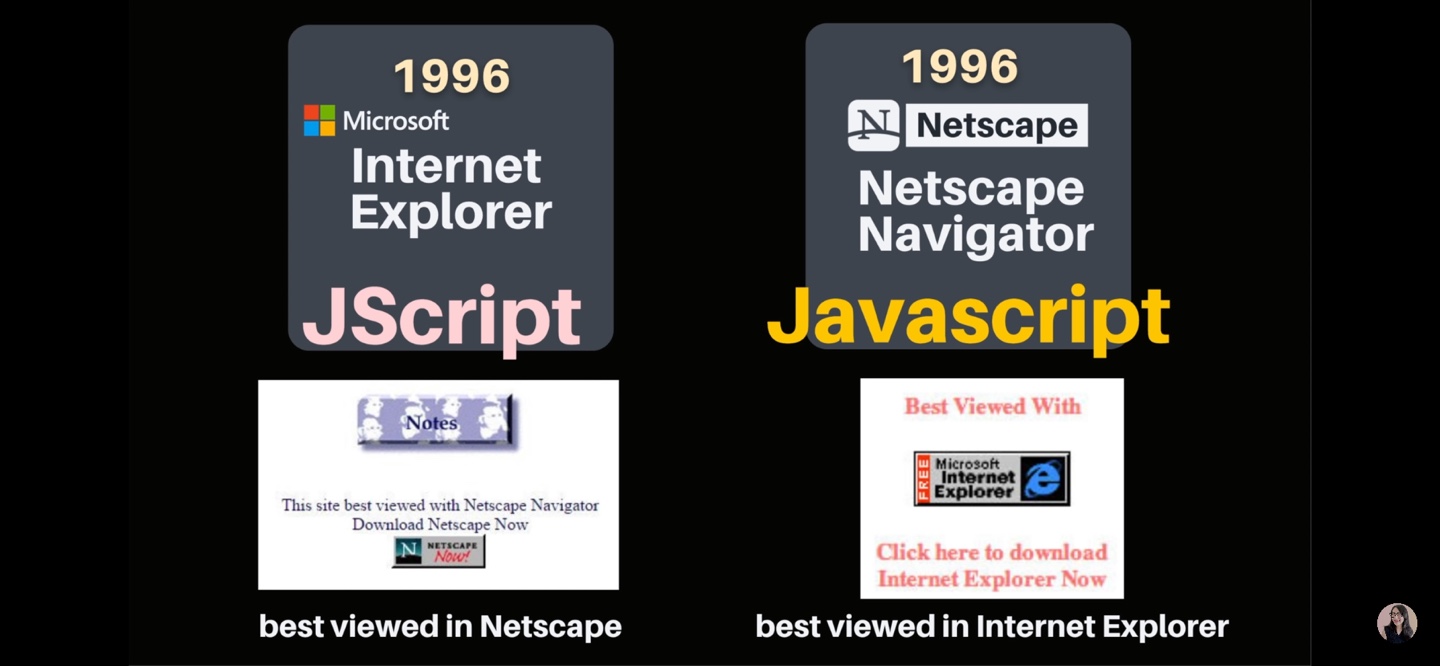 1996
Microsoft
Internet
Explorer
JScript
Notes
This site best viewed with Netscape Navigator
Download Netscape Now
N NETSCAPE
Now!
best viewed in Netscape
1996
N Netscape
Netscape
Navigator
Javascript
Best Viewed With
FREE
Microsoft
Internet
Explorer
Click here to download
Internet Explorer Now
best viewed in Internet Explorer